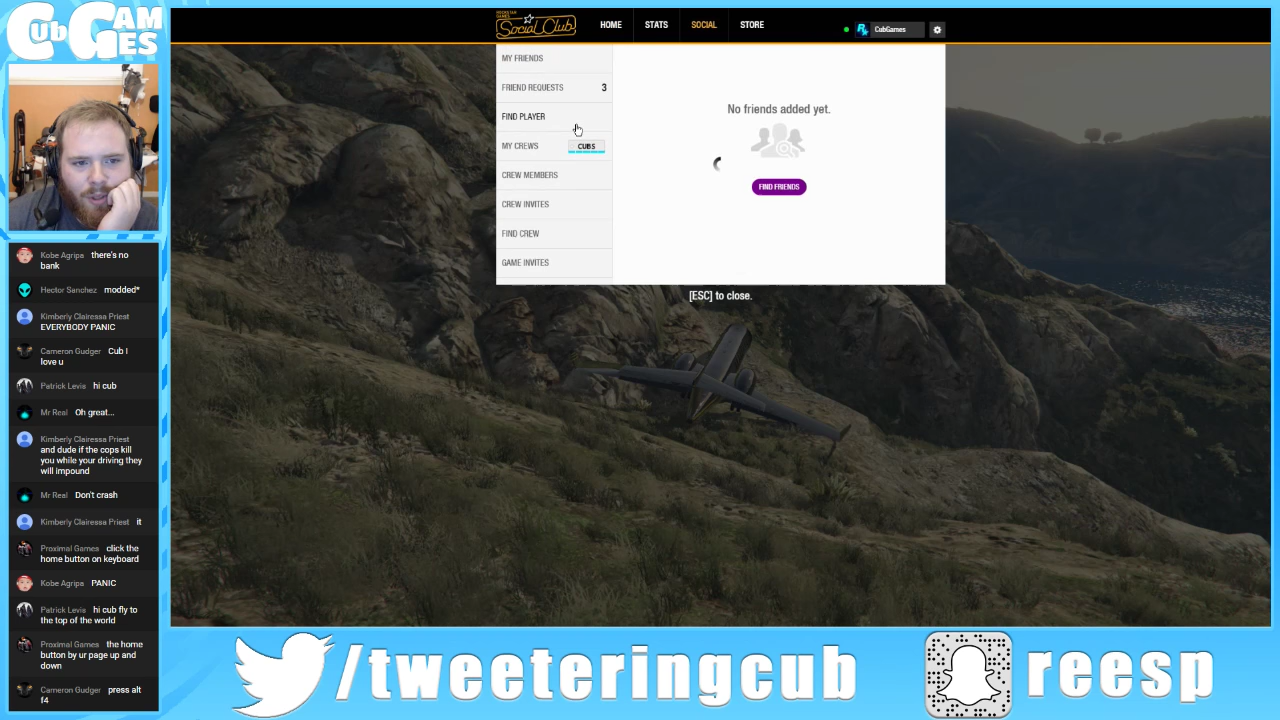 Cub GAMES
Kobe Agripa there's no
bank
Hector Sanchez modded*
Kimberly Clairessa Priest
EVERYBODY PANIC
Cameron Gudger Cub I
love u
Patrick Levis hi cub
Mr Real Oh great...
Kimberly Clairessa Priest
and dude if the cops kill
you while your driving they
will impound
Mr Real Don't crash
Kimberly Clairessa Priest it
Proximal Games click the
home button on keyboard
Kobe Agripa PANIC
Patrick Levis hi cub fly to
the top of the world
Proximal Games the home
button by ur page up and
down
Cameron Gudger press alt
f4
ROCKSTAR GAMES
Social Club
HOME STATS SOCIAL STORE
CubGames
MY FRIENDS
FRIEND REQUESTS 3
FIND PLAYER
MY CREWS CUBS
CREW MEMBERS
CREW INVITES
FIND CREW
GAME INVITES
No friends added yet.
FIND FRIENDS
[ESC] to close.
/tweeteringcub
reesp